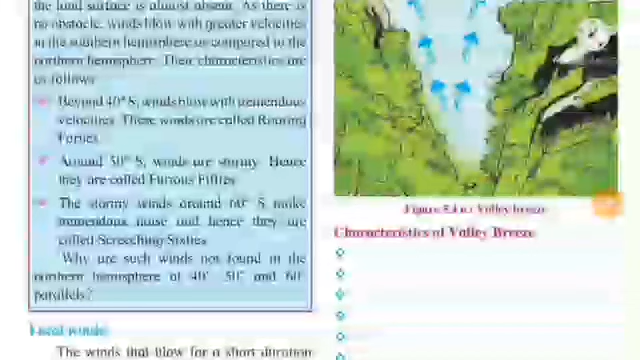 the land surface is almost absent. As there is
no obstacle, winds blow with greater velocities
in the southern hemisphere as compared to the
northern hemisphere. Their characteristics are
as follows
Beyond 40° S, winds blow with tremendous
velocities. These winds are called Roaring
Forties.
Around 50° S, winds are stormy. Hence
they are called Furious Fifties.
The stormy winds around 60° S make
tremendous noise and hence they are
called Screeching Sixties.
Why are such winds not found in the
northern hemisphere at 40°, 50° and 60°
parallels?
Local winds:
The winds that blow for a short duration
Valley breeze
Characteristics of Valley Breeze